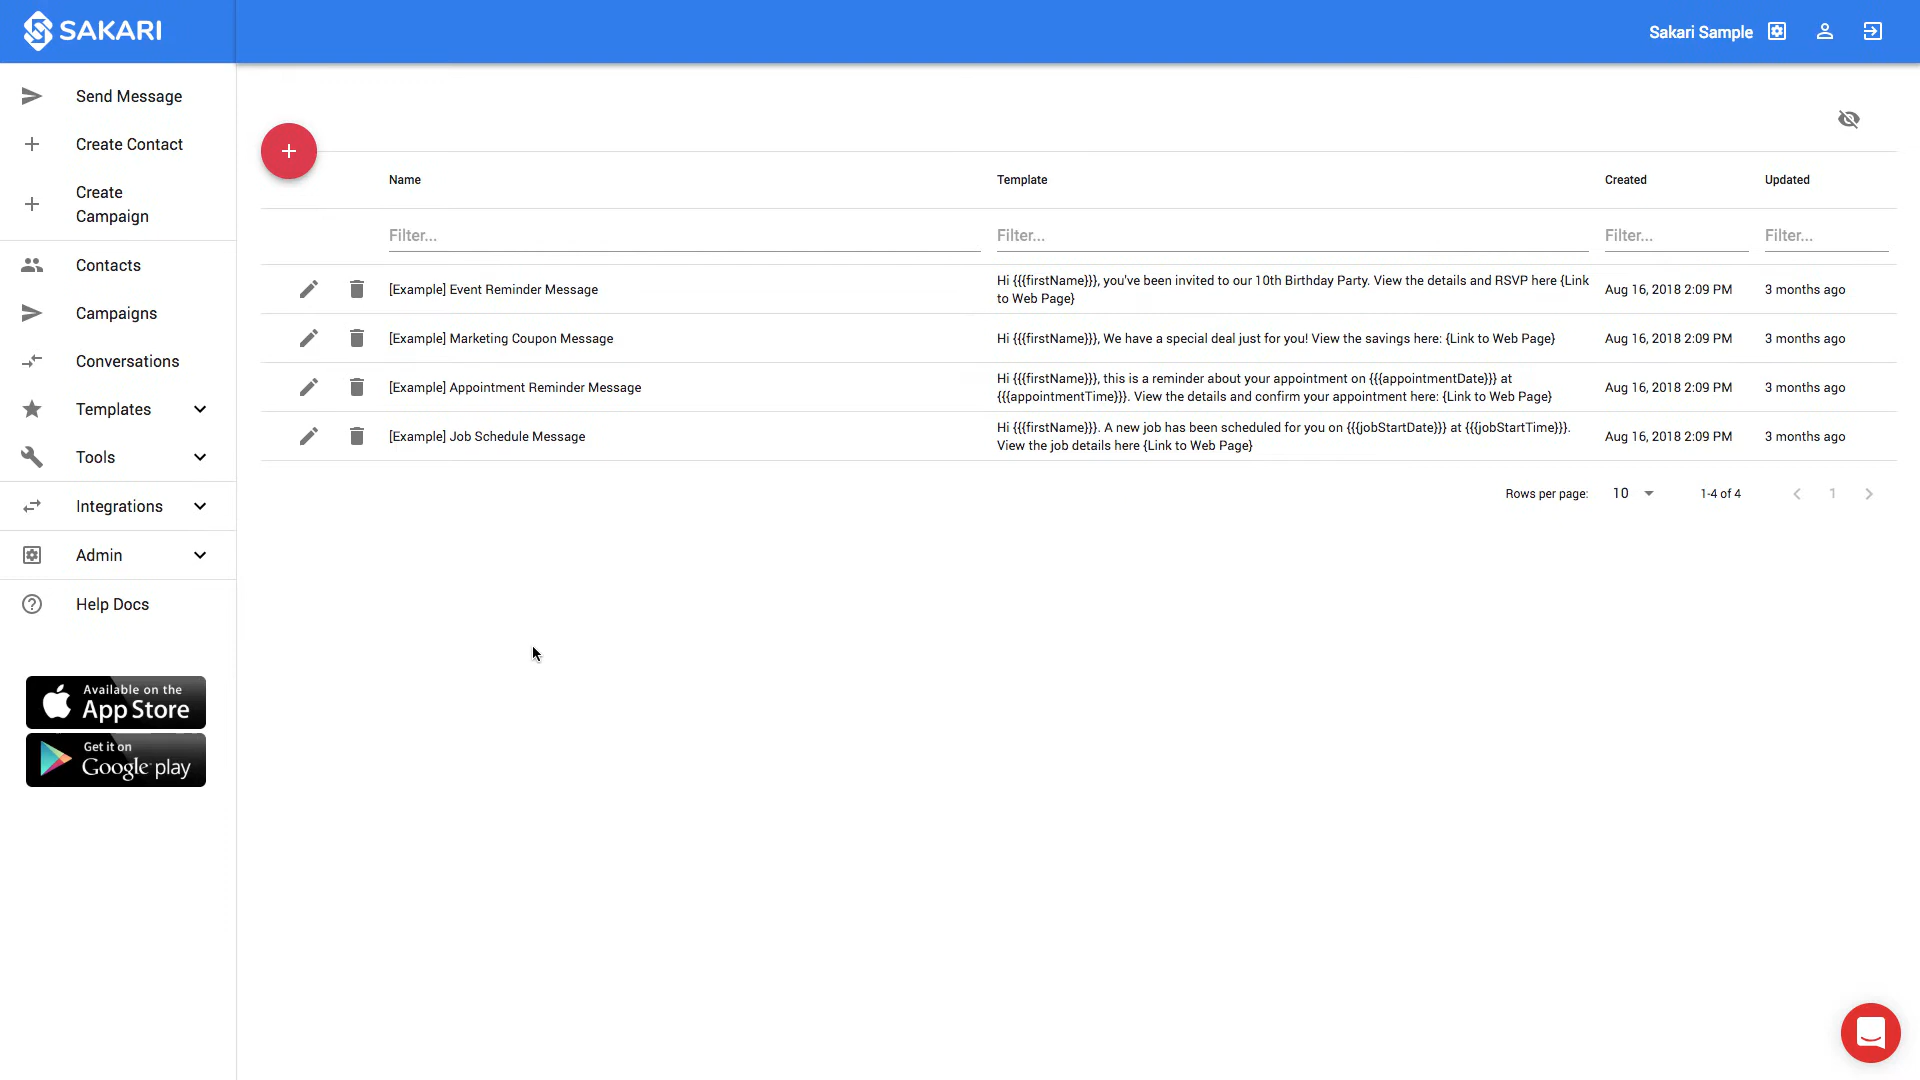 SAKARI
Sakari Sample
Send Message
Create Contact
Create
Campaign
Contacts
Campaigns
Conversations
Templates
Tools
Integrations
Admin
Help Docs
Available on the
App Store
Get it on
Google play
Name Template Created Updated
Filter... Filter... Filter... Filter...
[Example] Event Reminder Message
Hi {{{firstName}}}, you've been invited to our 10th Birthday Party. View the details and RSVP here {Link
to Web Page}
Aug 16, 2018 2:09 PM 3 months ago
[Example] Marketing Coupon Message
Hi {{{firstName}}}, We have a special deal just for you! View the savings here: {Link to Web Page}
Aug 16, 2018 2:09 PM 3 months ago
[Example] Appointment Reminder Message
Hi {{{firstName}}}, this is a reminder about your appointment on {{{appointmentDate}}} at
{{{appointmentTime}}}. View the details and confirm your appointment here: {Link to Web Page}
Aug 16, 2018 2:09 PM 3 months ago
[Example] Job Schedule Message
Hi {{{firstName}}}. A new job has been scheduled for you on {{{jobStartDate}}} at {{{jobStartTime}}}.
View the job details here {Link to Web Page}
Aug 16, 2018 2:09 PM 3 months ago
Rows per page: 10 1-4 of 4 1